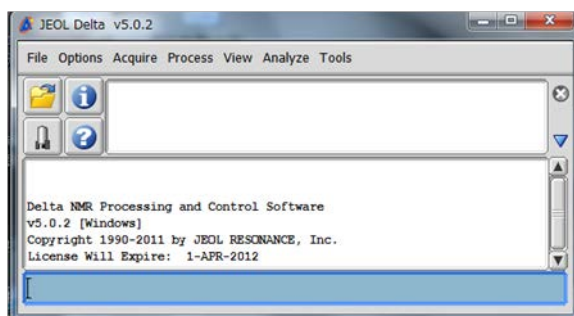 JEOL Delta v5.0.2
File Options Acquire Process View Analyze Tools
Delta NMR Processing and Control Software
v5.0.2 [Windows]
Copyright 1990-2011 by JEOL RESONANCE, Inc.
License Will Expire: 1-APR-2012